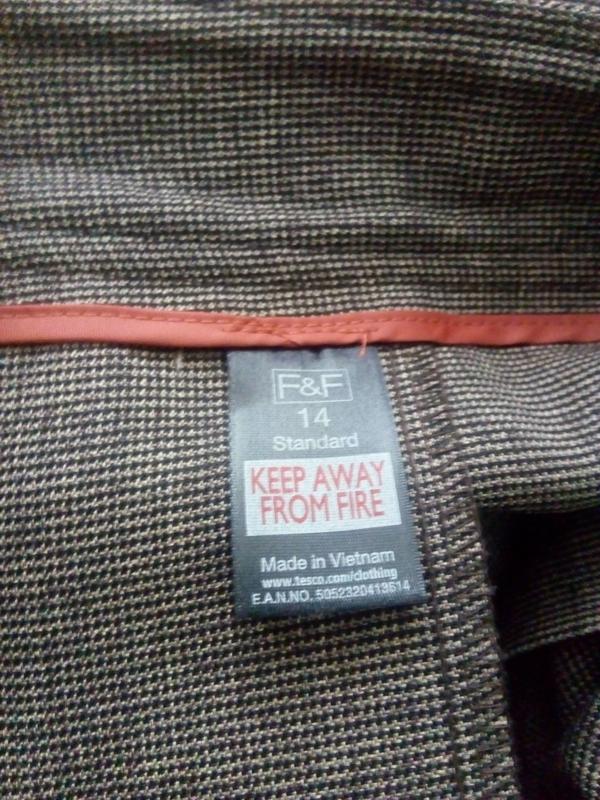 F&F
14
Standard
KEEP AWAY
FROM FIRE
Made in Vietnam
www.tesco.com/clothing
E.A.N.NO. 5052320413614